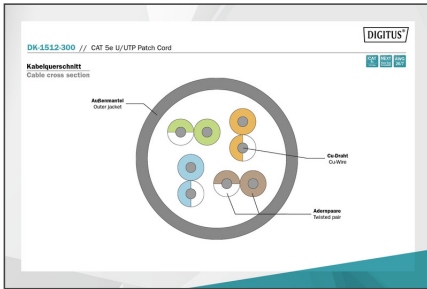 DIGITUS®
DK-1512-300 // CAT 5e U/UTP Patch Cord
Kabelquerschnitt
Cable cross section
Außenmantel
Outer jacket
Cu-Draht
Cu-Wire
Adernpaare
Twisted pair